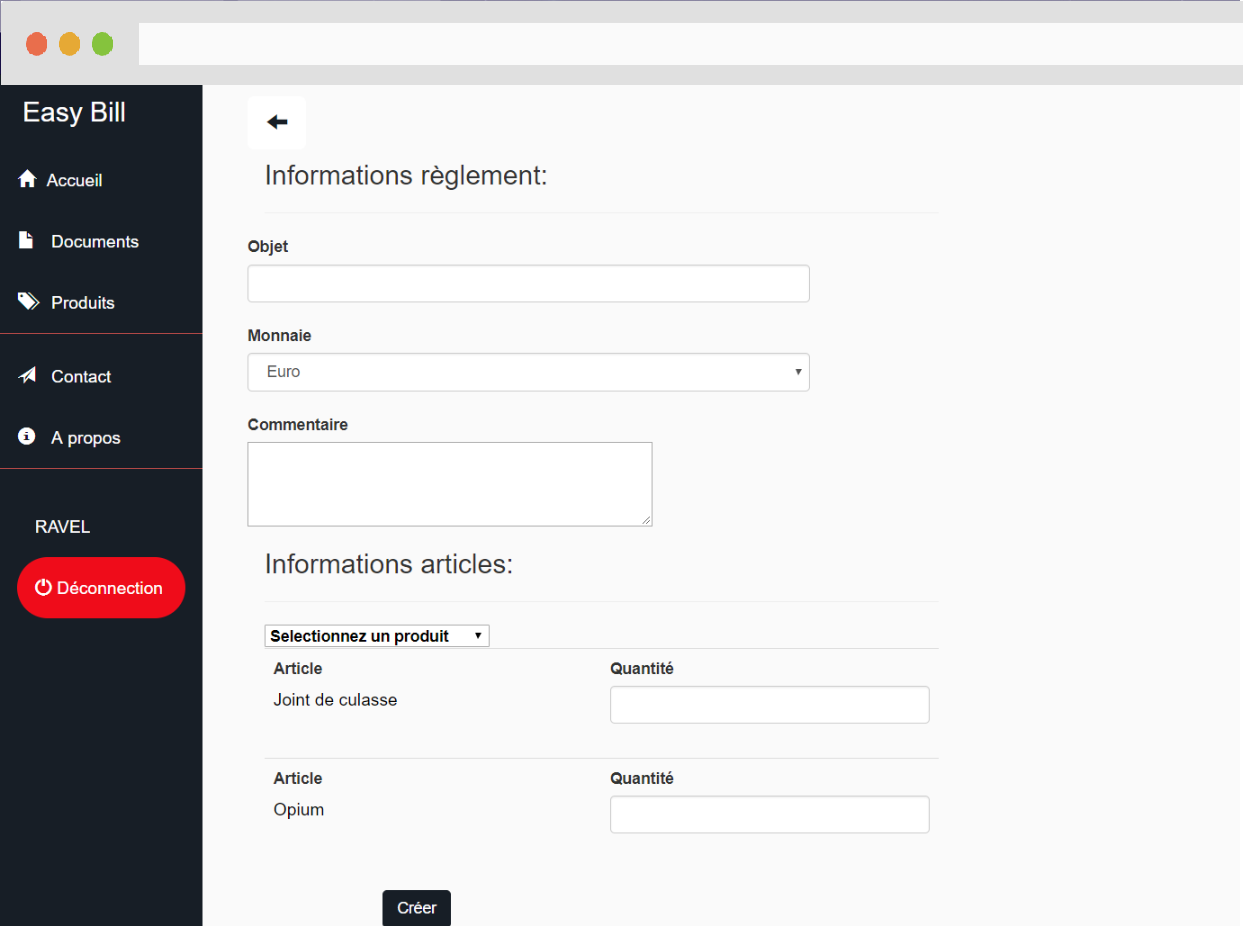 Easy Bill
Accueil
Documents
Produits
Contact
A propos
RAVEL
Déconnection
Informations règlement:
Objet
Monnaie
Euro
Commentaire
Informations articles:
Selectionnez un produit
Article Quantité
Joint de culasse
Article Quantité
Opium
Créer